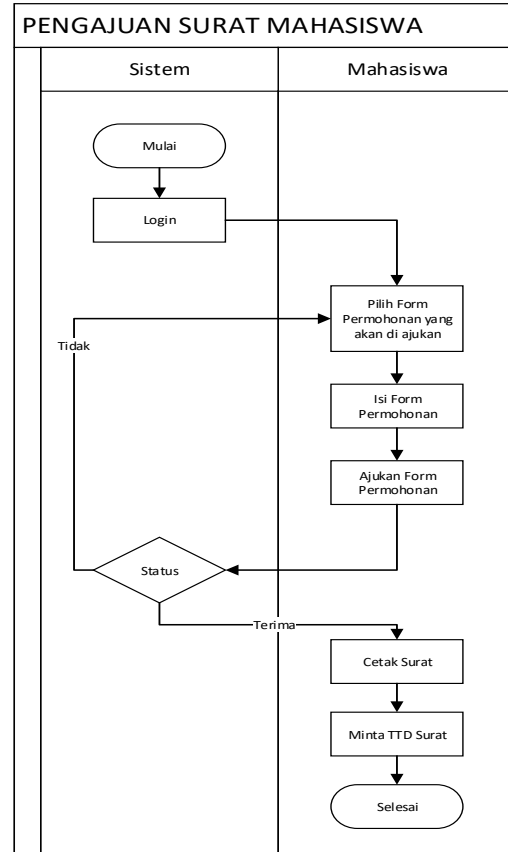 PENGAJUAN SURAT MAHASISWA
Sistem
Mahasiswa
Mulai
Login
Pilih Form
Permohonan yang
akan di ajukan
Tidak
Isi Form
Permohonan
Ajukan Form
Permohonan
Status
Terima
Cetak Surat
Minta TTD Surat
Selesai